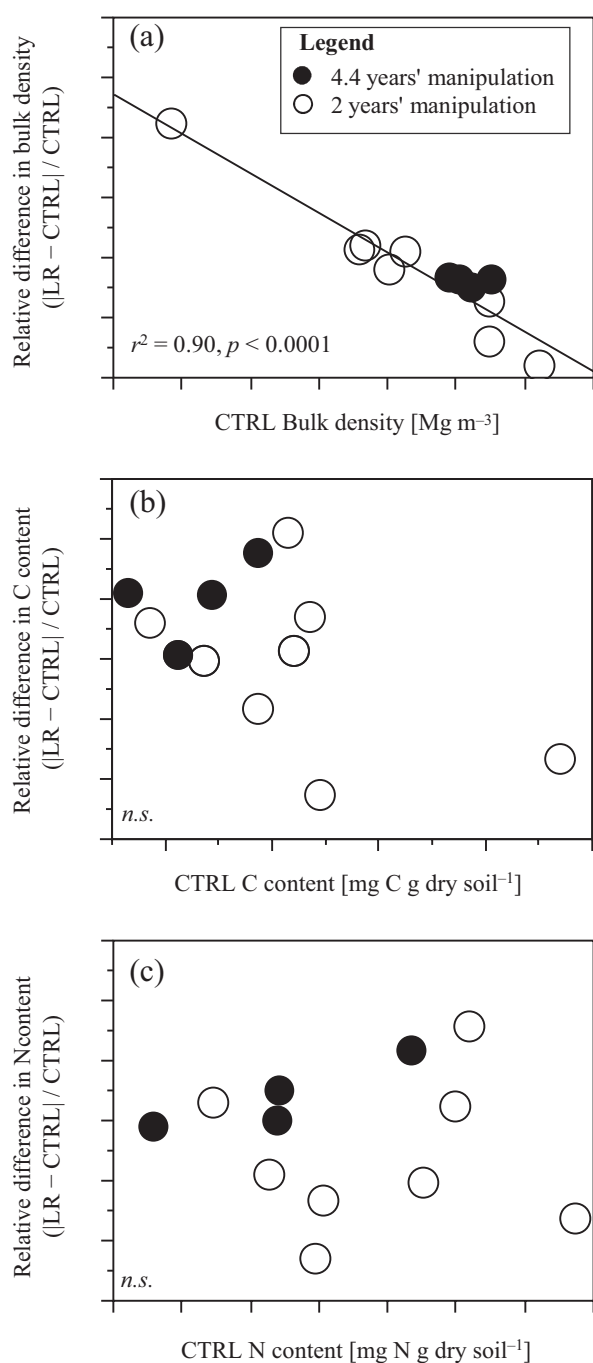 (a)
Legend
4.4 years' manipulation
2 years' manipulation
Relative difference in bulk density
(|LR − CTRL| / CTRL)
r² = 0.90, p < 0.0001
CTRL Bulk density [Mg m⁻³]
(b)
Relative difference in C content
(|LR − CTRL| / CTRL)
n.s.
CTRL C content [mg C g dry soil⁻¹]
(c)
Relative difference in Ncontent
(|LR − CTRL| / CTRL)
n.s.
CTRL N content [mg N g dry soil⁻¹]